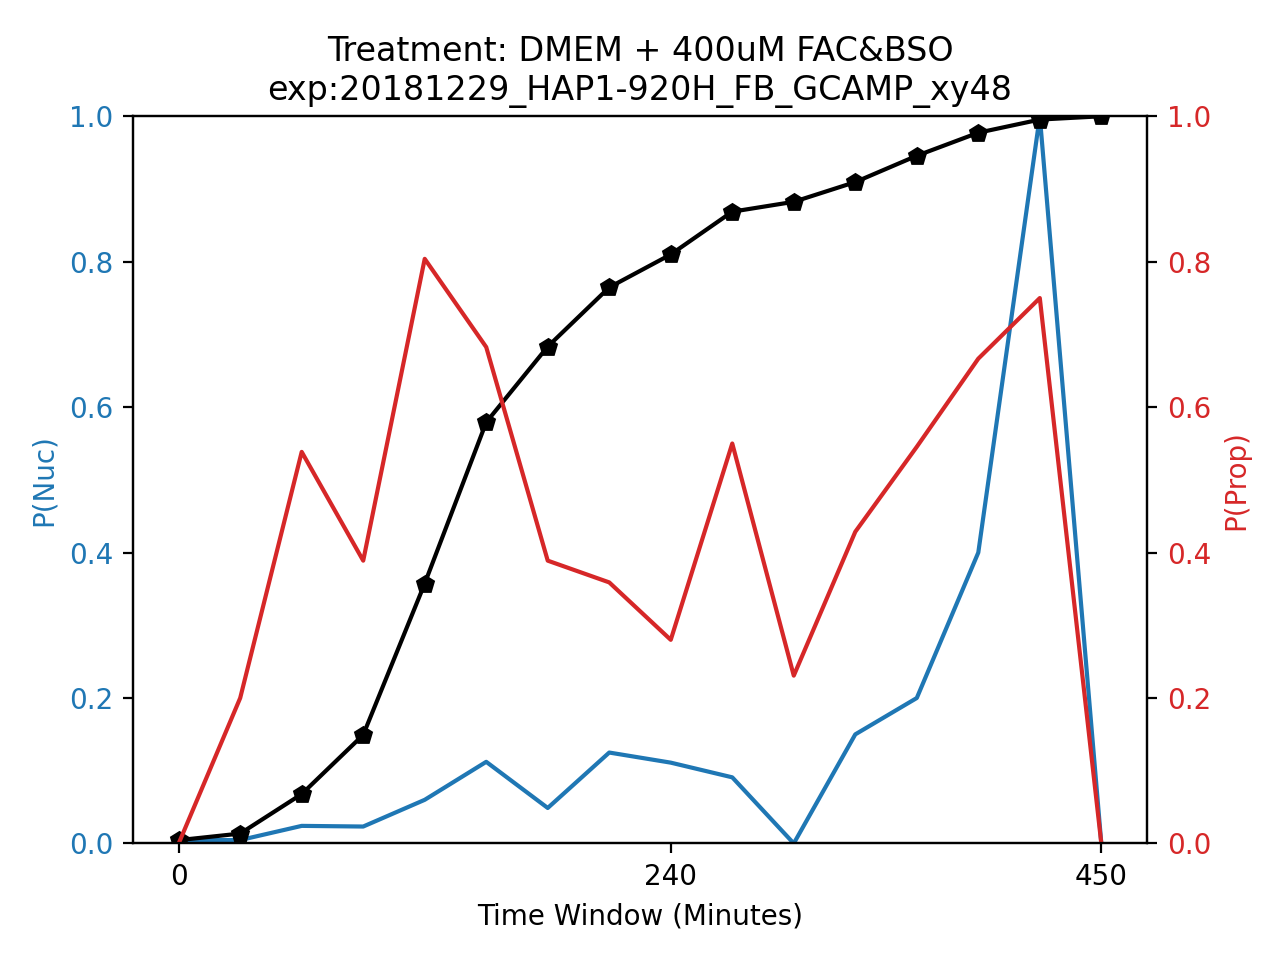 Treatment: DMEM + 400uM FAC&BSO
exp:20181229_HAP1-920H_FB_GCAMP_xy48
1.0
0.8
0.6
0.4
0.2
0.0
P(Nuc)
1.0
0.8
0.6
0.4
0.2
0.0
P(Prop)
0 240 450
Time Window (Minutes)